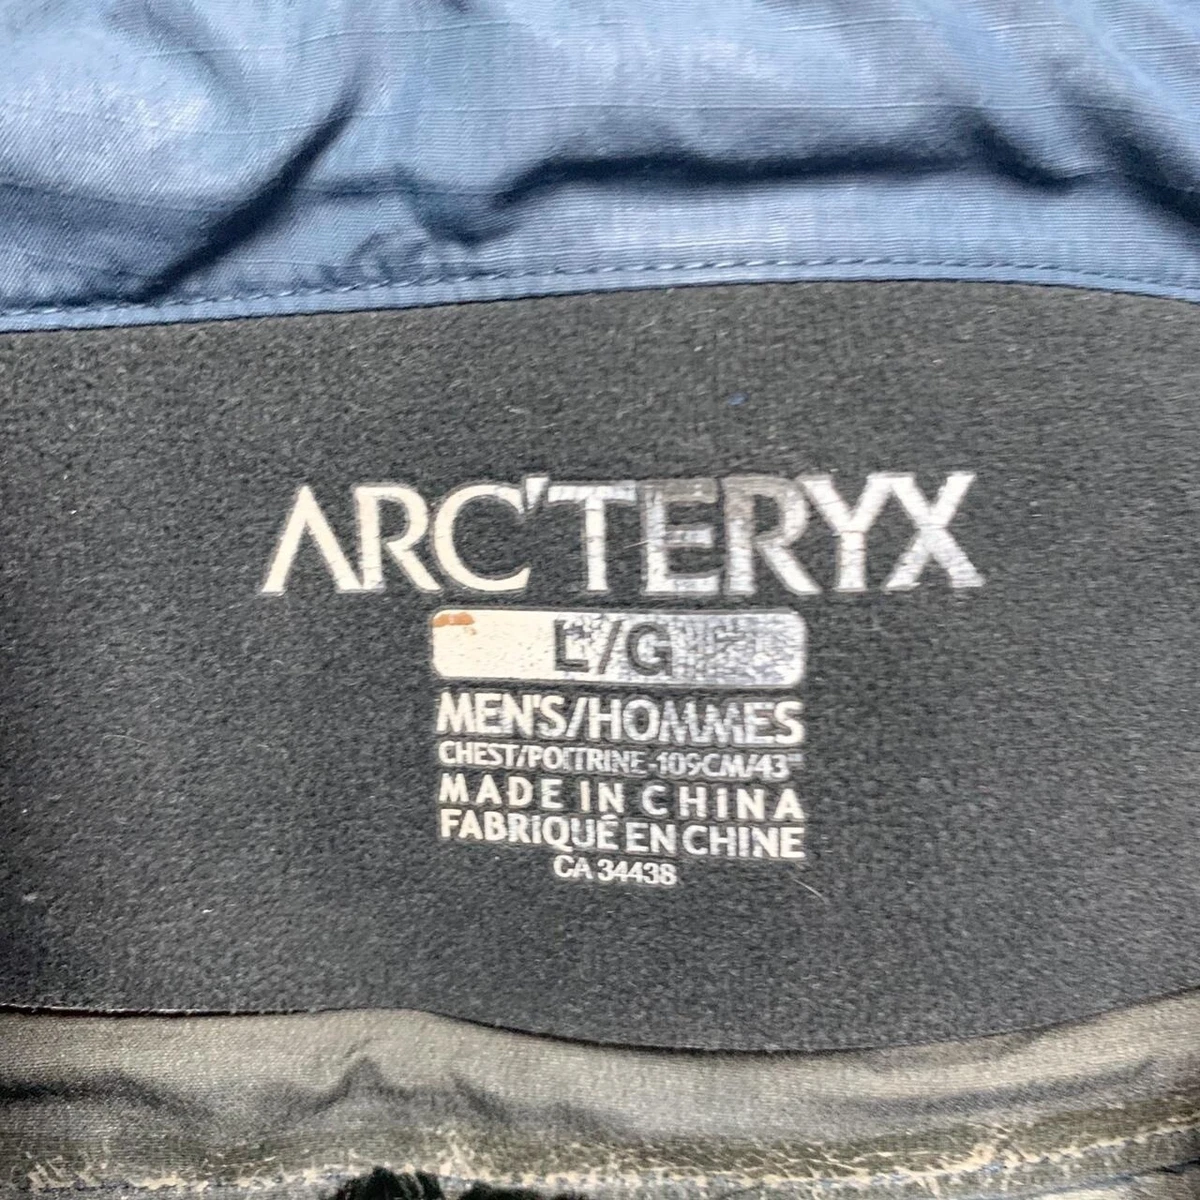 ARC'TERYX
L/G
MEN'S/HOMMES
CHEST/POITRINE-109CM/43"
MADE IN CHINA
FABRIQUÉ EN CHINE
CA 34438